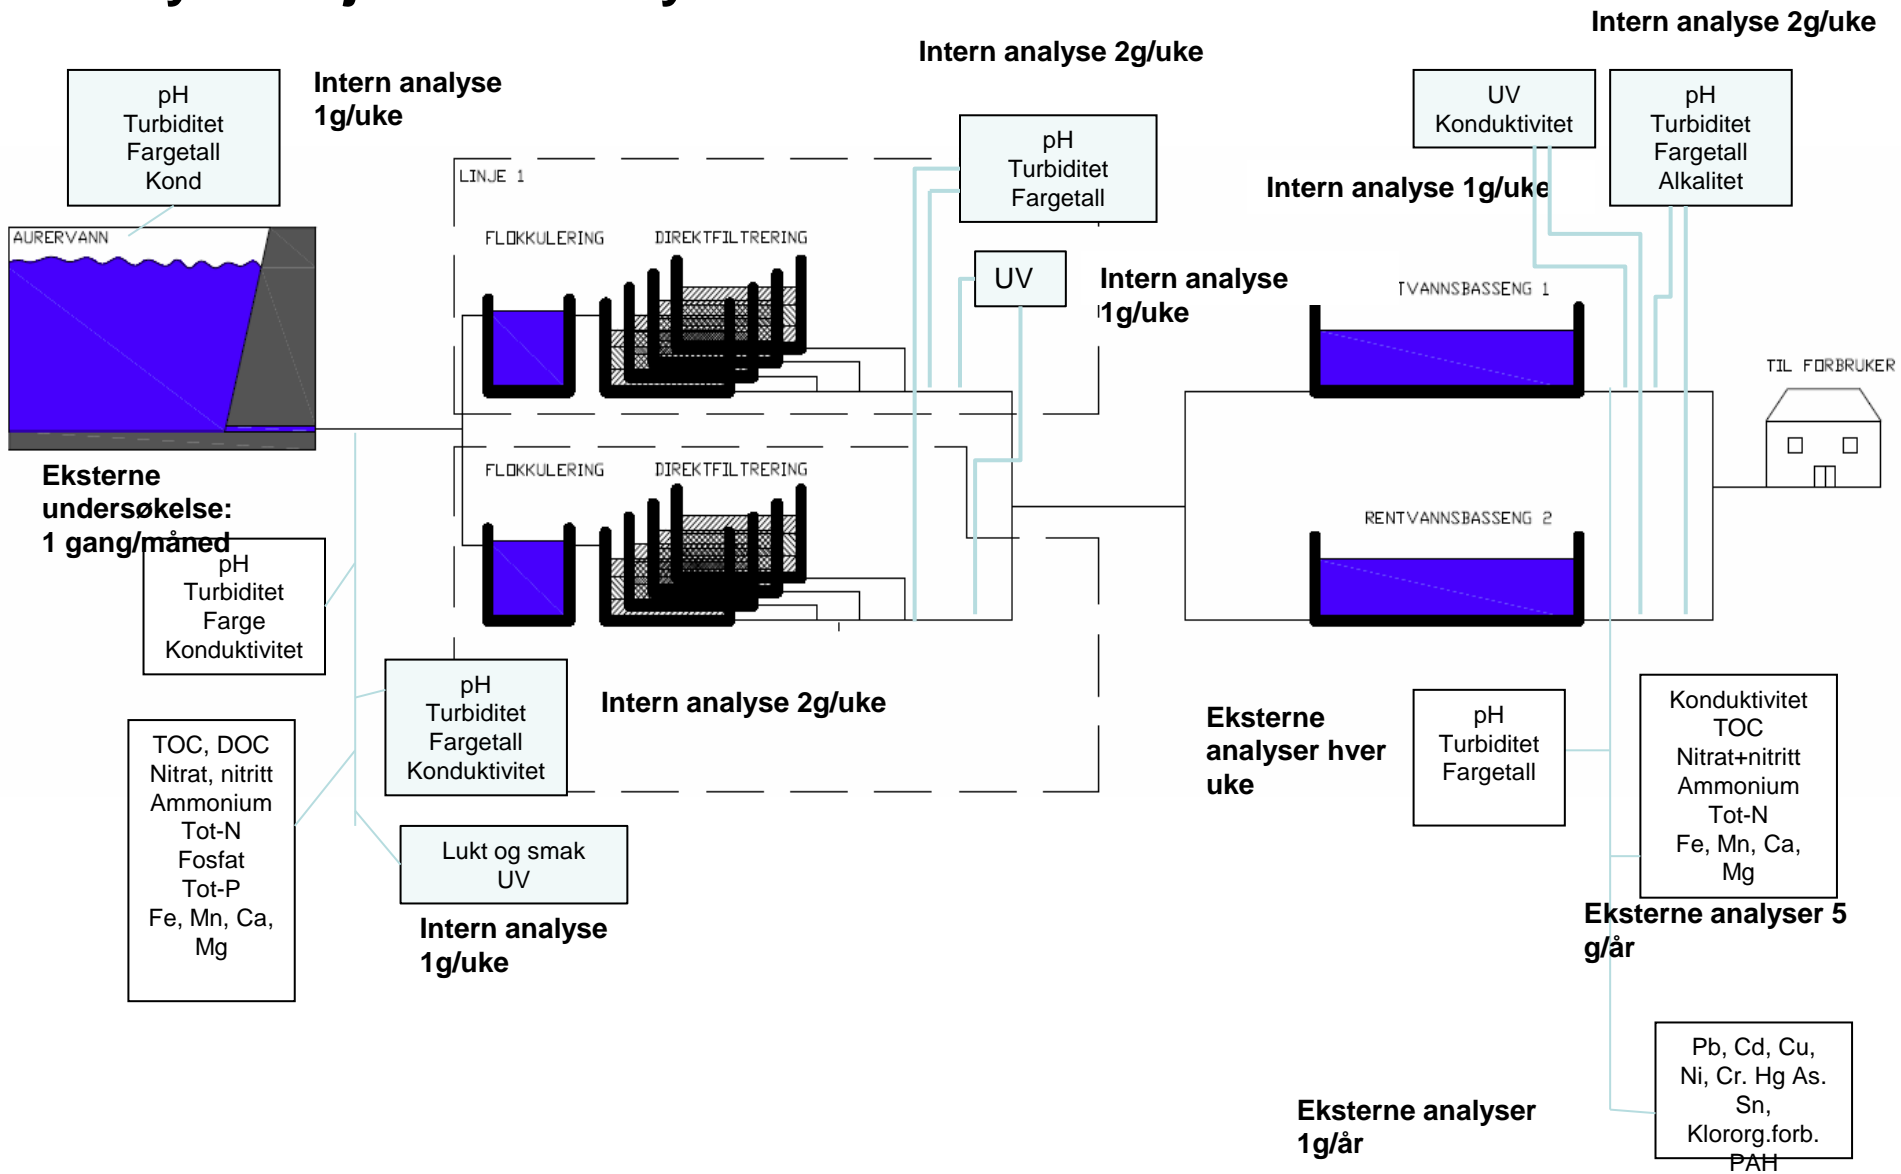 Intern analyse 2g/uke
Intern analyse 2g/uke
Intern analyse
1g/uke
pH
Turbiditet
Fargetall
Kond
pH
Turbiditet
Fargetall
UV
Konduktivitet
pH
Turbiditet
Fargetall
Alkalitet
LINJE 1
Intern analyse 1g/uke
AURERVANN
FLOKKULERING
DIREKTFILTRERING
UV
Intern analyse
1g/uke
TVANNSBASSENG 1
TIL FORBRUKER
Eksterne
undersøkelse:
1 gang/måned
FLOKKULERING
DIREKTFILTRERING
RENTVANNSBASSENG 2
pH
Turbiditet
Farge
Konduktivitet
pH
Turbiditet
Fargetall
Konduktivitet
Intern analyse 2g/uke
TOC, DOC
Nitrat, nitritt
Ammonium
Tot-N
Fosfat
Tot-P
Fe, Mn, Ca,
Mg
Lukt og smak
UV
Intern analyse
1g/uke
Eksterne
analyser hver
uke
pH
Turbiditet
Fargetall
Konduktivitet
TOC
Nitrat+nitritt
Ammonium
Tot-N
Fe, Mn, Ca,
Mg
Eksterne analyser 5
g/år
Eksterne analyser
1g/år
Pb, Cd, Cu,
Ni, Cr. Hg As.
Sn,
Klororg.forb.
PAH